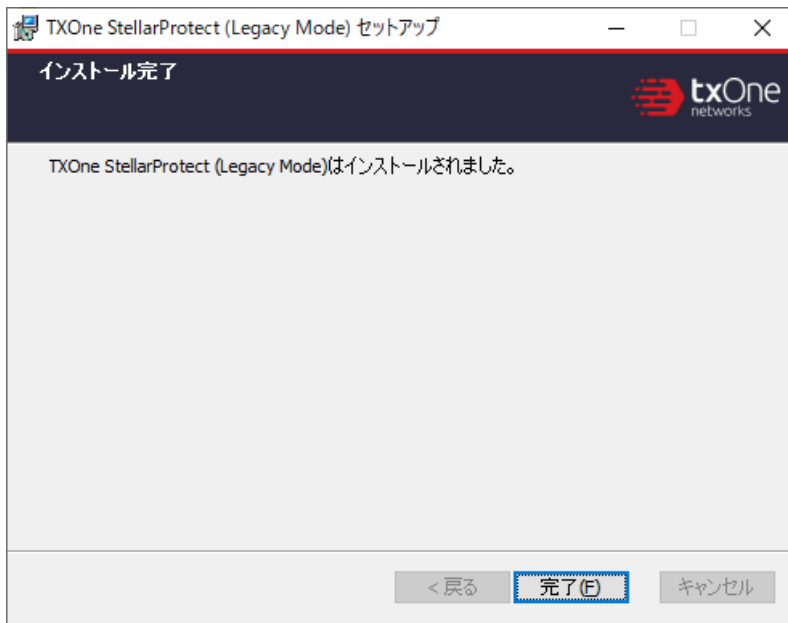 TXOne StellarProtect (Legacy Mode) セットアップ
インストール完了
txOne
networks
TXOne StellarProtect (Legacy Mode)はインストールされました。
< 戻る
完了(F)
キャンセル